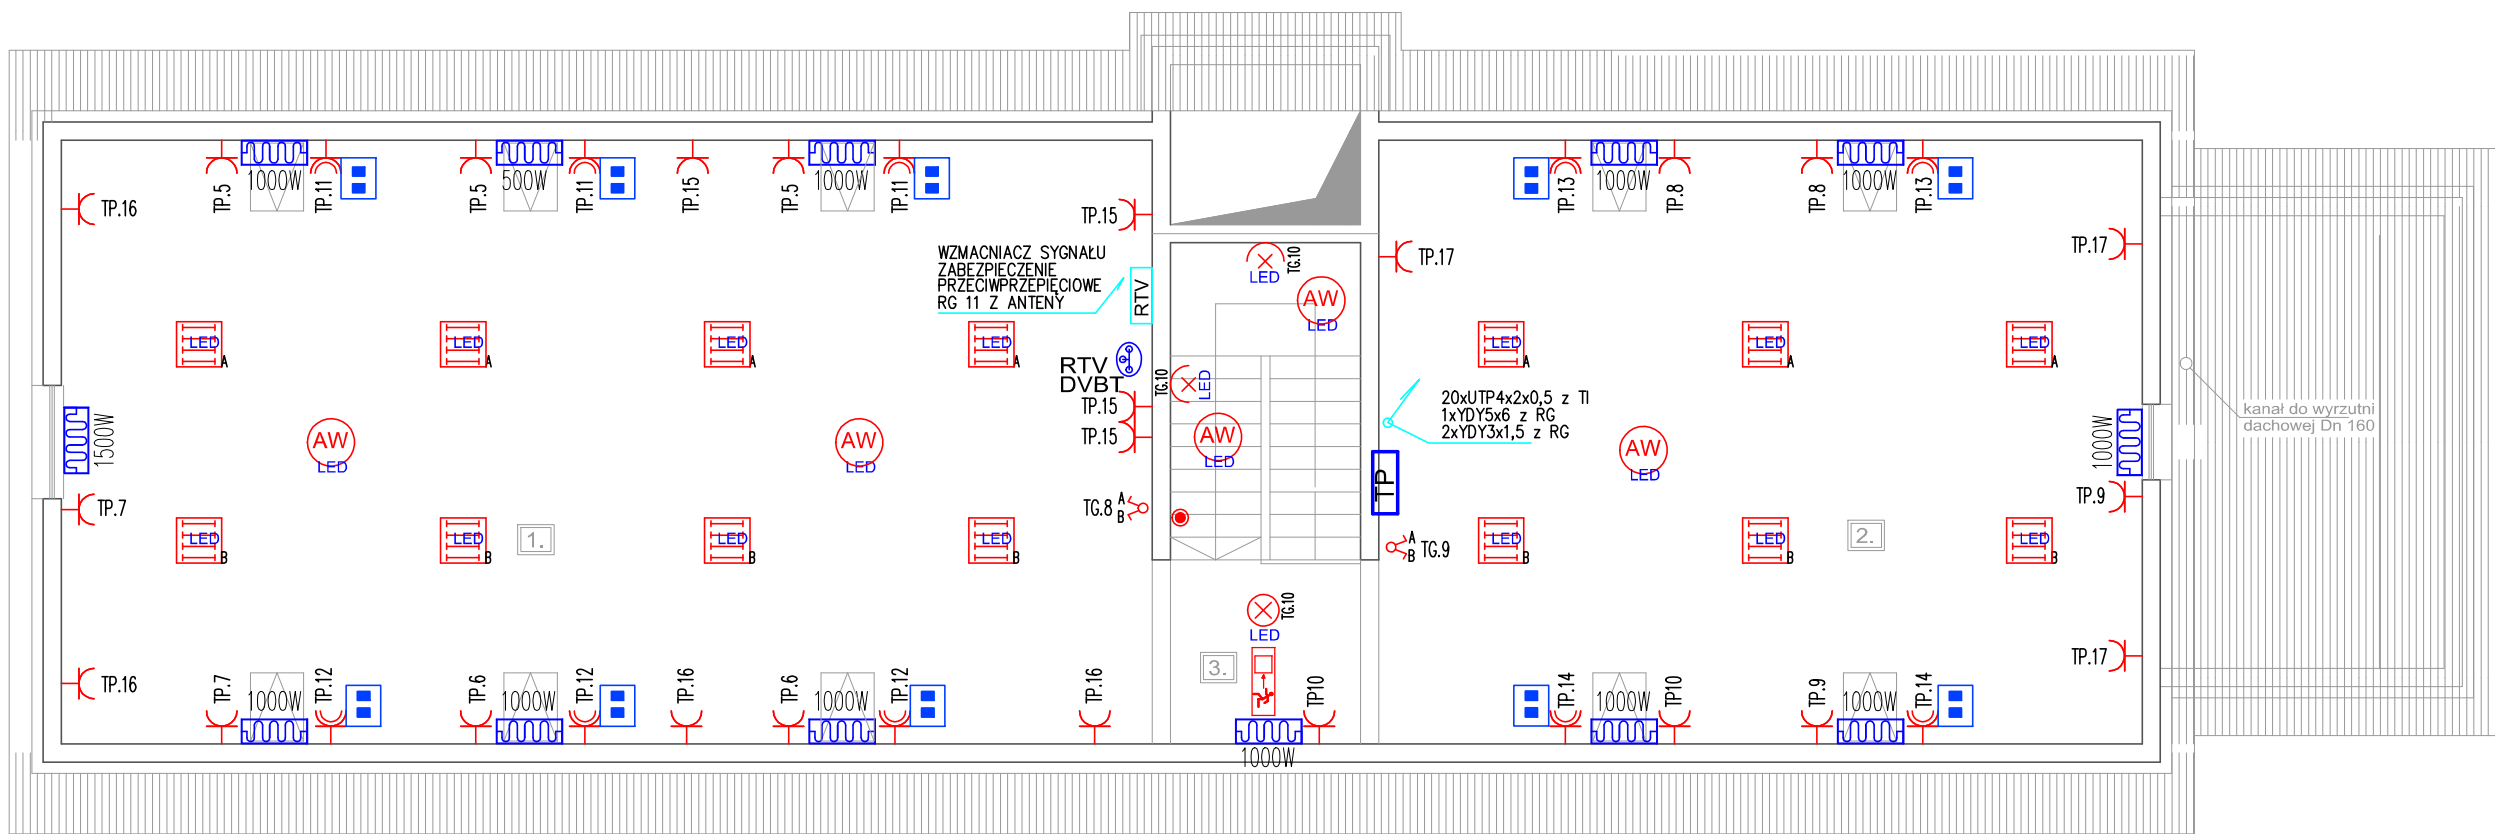 TP.5
1000W
TP.11
TP.5
500W
TP.11
TP.15
TP.5
1000W
TP.11
TP.13
1000W
TP.8
TP.8
1000W
TP.13
TP.16
TP.15
TP.17
TP.17
WZMACNIACZ SYGNAŁU
ZABEZPIECZENIE
PRZECIWPRZEPIĘCIOWE
RG 11 Z ANTENY
RTV
LED
TG.10
AW
LED
LED
A
LED
A
LED
A
LED
A
RTV
DVBT
TG.10
LED
LED
A
LED
A
LED
A
1500W
AW
LED
AW
LED
TP.15
TP.15
AW
LED
20xUTP4x2x0,5 z TI
1xYDY5x6 z RG
2xYDY3x1,5 z RG
AW
LED
1000W
kanał do wyrzutni
dachowej Dn 160
TP.7
TG.8
A
B
TP
TP.9
LED
B
LED
B
1.
LED
B
LED
B
A
B
TG.9
LED
B
2.
LED
B
LED
B
TG.10
LED
3.
TP.16
TP.17
TP.7
1000W
TP.12
TP.6
1000W
TP.12
TP.16
TP.6
1000W
TP.12
TP.16
1000W
TP10
TP.14
1000W
TP10
TP.9
1000W
TP.14